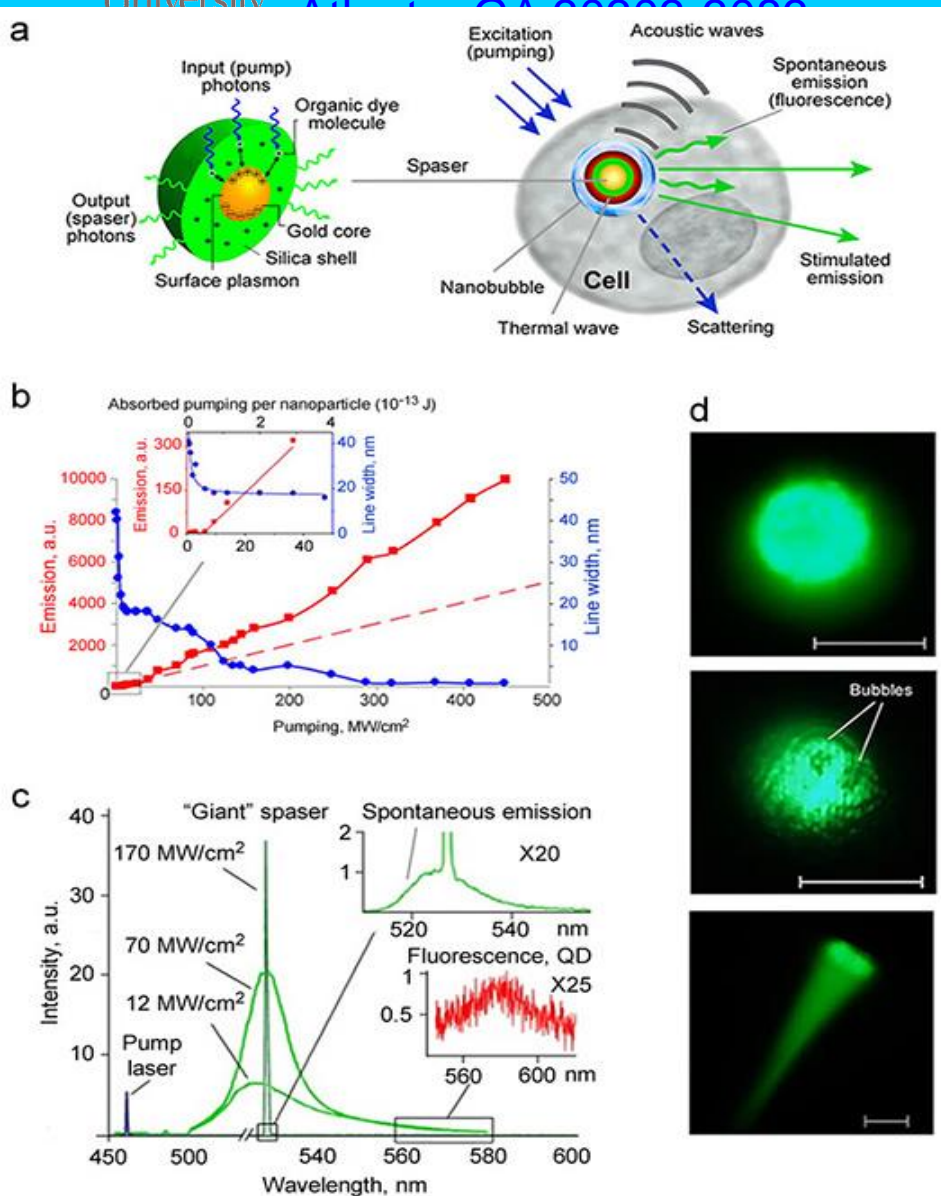 University
Atlanta, GA 30303-3083
a
Input (pump)
photons
Organic dye
molecule
Output
(spaser)
photons
Gold core
Silica shell
Surface plasmon
Spaser
Excitation
(pumping)
Acoustic waves
Spontaneous
emission
(fluorescence)
Stimulated
emission
Nanobubble
Cell
Thermal wave
Scattering
b
Absorbed pumping per nanoparticle (10⁻¹³ J)
0 2 4
Emission, a.u.
300
150
0
40
20
0
Line width, nm
0 20 40
Emission, a.u.
10000
8000
6000
4000
2000
0
50
40
30
20
10
Line width, nm
100 200 300 400 500
Pumping, MW/cm²
c
"Giant" spaser
170 MW/cm²
70 MW/cm²
12 MW/cm²
Pump
laser
Intensity, a.u.
40
30
20
10
450 500 540 560 580 600
Wavelength, nm
Spontaneous emission
2
1
X20
520 540 nm
Fluorescence, QD
X25
1
0.5
560 600 nm
d
Bubbles